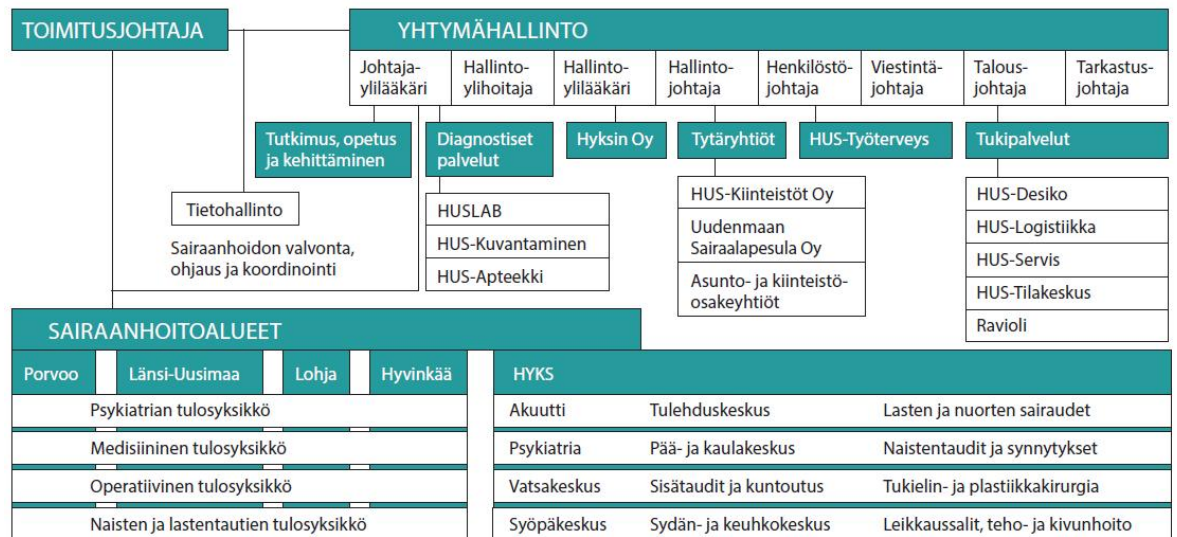 TOIMITUSJOHTAJA
YHTYMÄHALLINTO
Johtaja-
ylilääkäri
Hallinto-
ylihoitaja
Hallinto-
ylilääkäri
Hallinto-
johtaja
Henkilöstö-
johtaja
Viestintä-
johtaja
Talous-
johtaja
Tarkastus-
johtaja
Tutkimus, opetus
ja kehittäminen
Diagnostiset
palvelut
Hyksin Oy
Tytäryhtiöt
HUS-Työterveys
Tukipalvelut
Tietohallinto
Sairaanhoidon valvonta,
ohjaus ja koordinointi
HUSLAB
HUS-Kuvantaminen
HUS-Apteekki
HUS-Kiinteistöt Oy
Uudenmaan
Sairaalapesula Oy
Asunto- ja kiinteistö-
osakeyhtiöt
HUS-Desiko
HUS-Logistiikka
HUS-Servis
HUS-Tilakeskus
Ravioli
SAIRAANHOITOALUEET
Porvoo
Länsi-Uusimaa
Lohja
Hyvinkää
Psykiatrian tulosyksikkö
Medisiininen tulosyksikkö
Operatiivinen tulosyksikkö
Naisten ja lastentautien tulosyksikkö
HYKS
Akuutti Tulehduskeskus Lasten ja nuorten sairaudet
Psykiatria Pää- ja kaulakeskus Naistentaudit ja synnytykset
Vatsakeskus Sisätaudit ja kuntoutus Tukielin- ja plastiikkakirurgia
Syöpäkeskus Sydän- ja keuhkokeskus Leikkaussalit, teho- ja kivunhoito